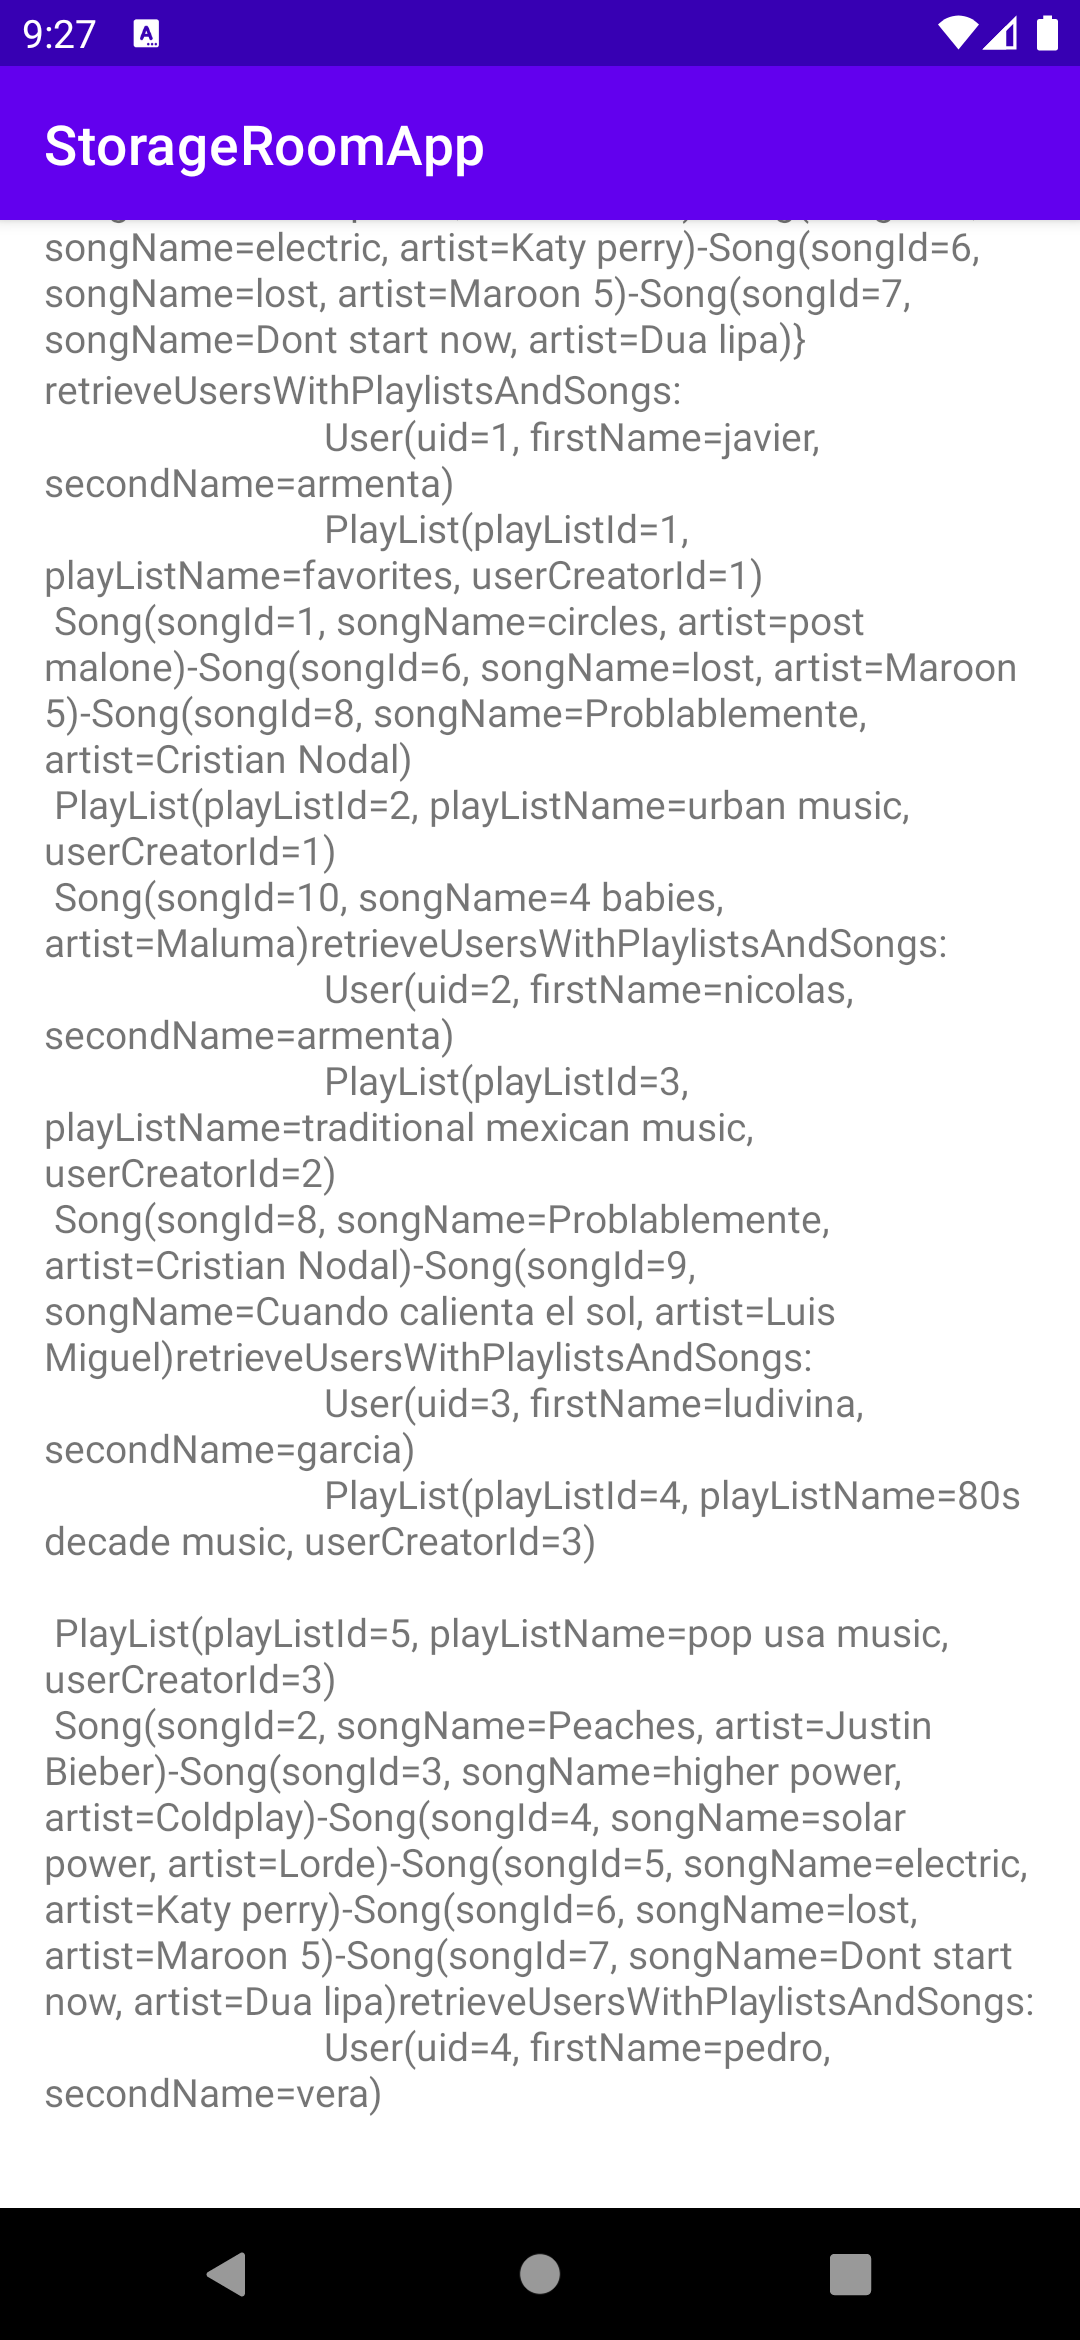 9:27
StorageRoomApp
songName=electric, artist=Katy perry)-Song(songId=6,
songName=lost, artist=Maroon 5)-Song(songId=7,
songName=Dont start now, artist=Dua lipa)}
retrieveUsersWithPlaylistsAndSongs:
User(uid=1, firstName=javier,
secondName=armenta)
PlayList(playListId=1,
playListName=favorites, userCreatorId=1)
Song(songId=1, songName=circles, artist=post
malone)-Song(songId=6, songName=lost, artist=Maroon
5)-Song(songId=8, songName=Problablemente,
artist=Cristian Nodal)
PlayList(playListId=2, playListName=urban music,
userCreatorId=1)
Song(songId=10, songName=4 babies,
artist=Maluma)retrieveUsersWithPlaylistsAndSongs:
User(uid=2, firstName=nicolas,
secondName=armenta)
PlayList(playListId=3,
playListName=traditional mexican music,
userCreatorId=2)
Song(songId=8, songName=Problablemente,
artist=Cristian Nodal)-Song(songId=9,
songName=Cuando calienta el sol, artist=Luis
Miguel)retrieveUsersWithPlaylistsAndSongs:
User(uid=3, firstName=ludivina,
secondName=garcia)
PlayList(playListId=4, playListName=80s
decade music, userCreatorId=3)
PlayList(playListId=5, playListName=pop usa music,
userCreatorId=3)
Song(songId=2, songName=Peaches, artist=Justin
Bieber)-Song(songId=3, songName=higher power,
artist=Coldplay)-Song(songId=4, songName=solar
power, artist=Lorde)-Song(songId=5, songName=electric,
artist=Katy perry)-Song(songId=6, songName=lost,
artist=Maroon 5)-Song(songId=7, songName=Dont start
now, artist=Dua lipa)retrieveUsersWithPlaylistsAndSongs:
User(uid=4, firstName=pedro,
secondName=vera)